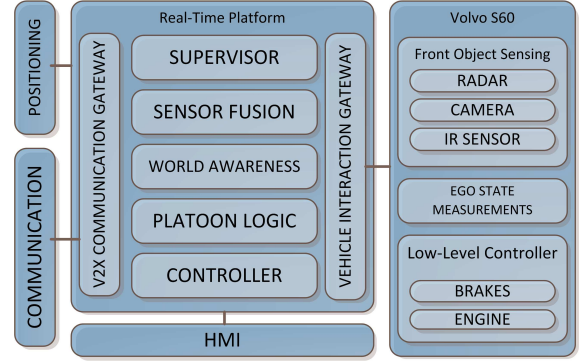 POSITIONING
COMMUNICATION
Real-Time Platform
V2X COMMUNICATION GATEWAY
SUPERVISOR
SENSOR FUSION
WORLD AWARENESS
PLATOON LOGIC
CONTROLLER
VEHICLE INTERACTION GATEWAY
HMI
Volvo S60
Front Object Sensing
RADAR
CAMERA
IR SENSOR
EGO STATE
MEASUREMENTS
Low-Level Controller
BRAKES
ENGINE